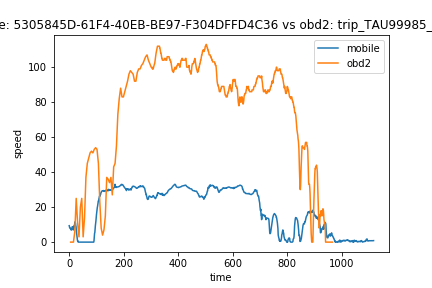 e: 5305845D-61F4-40EB-BE97-F304DFFD4C36 vs obd2: trip_TAU99985_
mobile
obd2
speed
100
80
60
40
20
0
0 200 400 600 800 1000
time